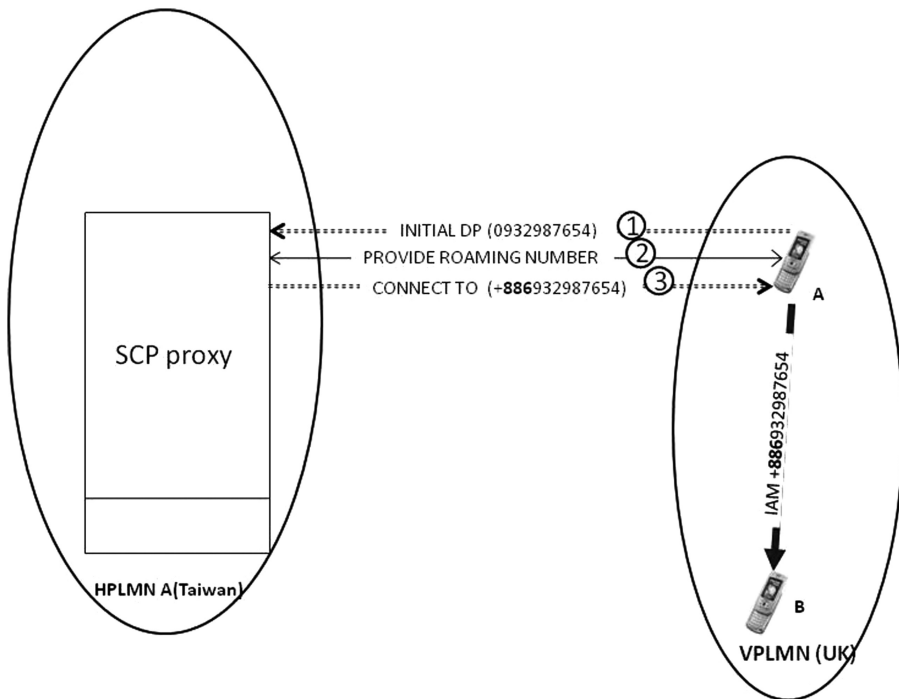 INITIAL DP (0932987654) 1
PROVIDE ROAMING NUMBER 2
CONNECT TO (+886932987654) 3
A
SCP proxy
IAM +886932987654
HPLMN A(Taiwan)
B
VPLMN (UK)